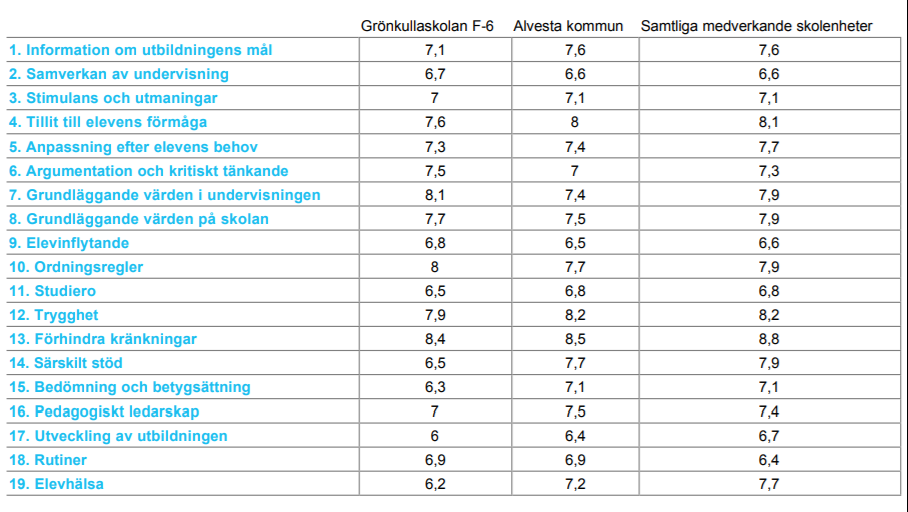 Grönkullaskolan F-6 Alvesta kommun Samtliga medverkande skolenheter
1. Information om utbildningens mål 7,1 7,6 7,6
2. Samverkan av undervisning 6,7 6,6 6,6
3. Stimulans och utmaningar 7 7,1 7,1
4. Tillit till elevens förmåga 7,6 8 8,1
5. Anpassning efter elevens behov 7,3 7,4 7,7
6. Argumentation och kritiskt tänkande 7,5 7 7,3
7. Grundläggande värden i undervisningen 8,1 7,4 7,9
8. Grundläggande värden på skolan 7,7 7,5 7,9
9. Elevinflytande 6,8 6,5 6,6
10. Ordningsregler 8 7,7 7,9
11. Studiero 6,5 6,8 6,8
12. Trygghet 7,9 8,2 8,2
13. Förhindra kränkningar 8,4 8,5 8,8
14. Särskilt stöd 6,5 7,7 7,9
15. Bedömning och betygsättning 6,3 7,1 7,1
16. Pedagogiskt ledarskap 7 7,5 7,4
17. Utveckling av utbildningen 6 6,4 6,7
18. Rutiner 6,9 6,9 6,4
19. Elevhälsa 6,2 7,2 7,7